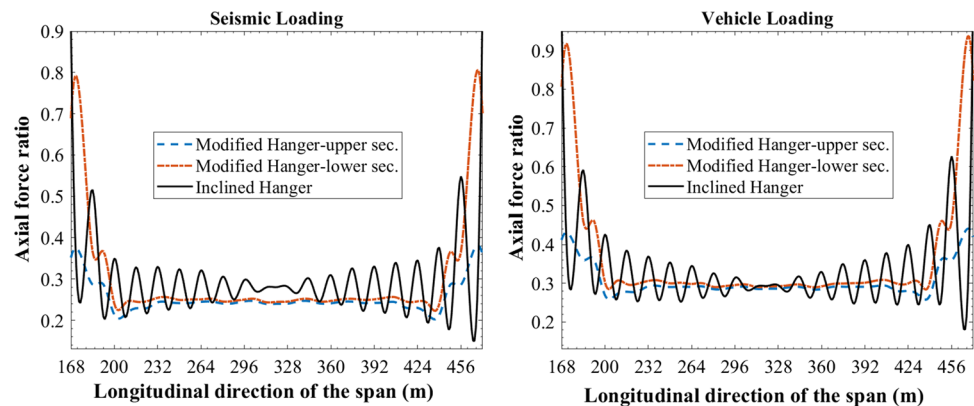 Seismic Loading
Axial force ratio
0.9
0.8
0.7
0.6
0.5
0.4
0.3
0.2
Modified Hanger-upper sec.
Modified Hanger-lower sec.
Inclined Hanger
168 200 232 264 296 328 360 392 424 456
Longitudinal direction of the span (m)
Vehicle Loading
Axial force ratio
0.9
0.8
0.7
0.6
0.5
0.4
0.3
0.2
Modified Hanger-upper sec.
Modified Hanger-lower sec.
Inclined Hanger
168 200 232 264 296 328 360 392 424 456
Longitudinal direction of the span (m)